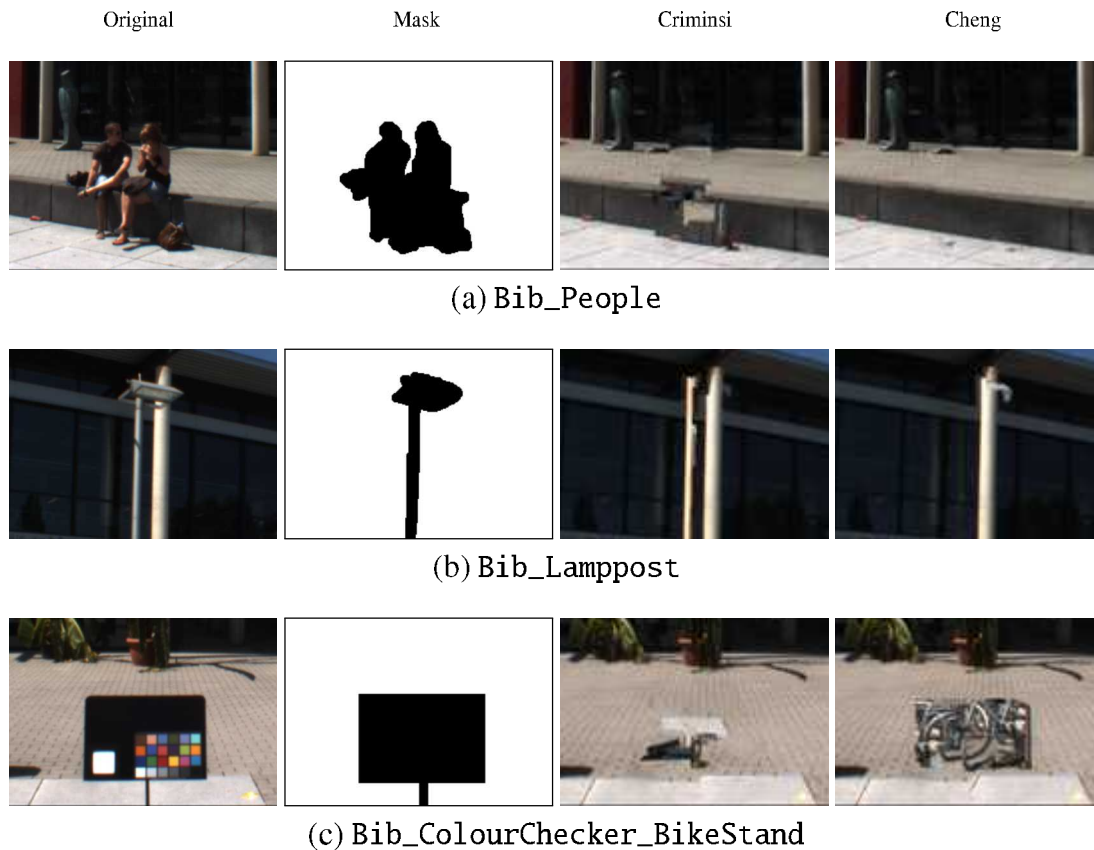 Original Mask Criminsi Cheng
(a) Bib_People
(b) Bib_Lamppost
(c) Bib_ColourChecker_BikeStand